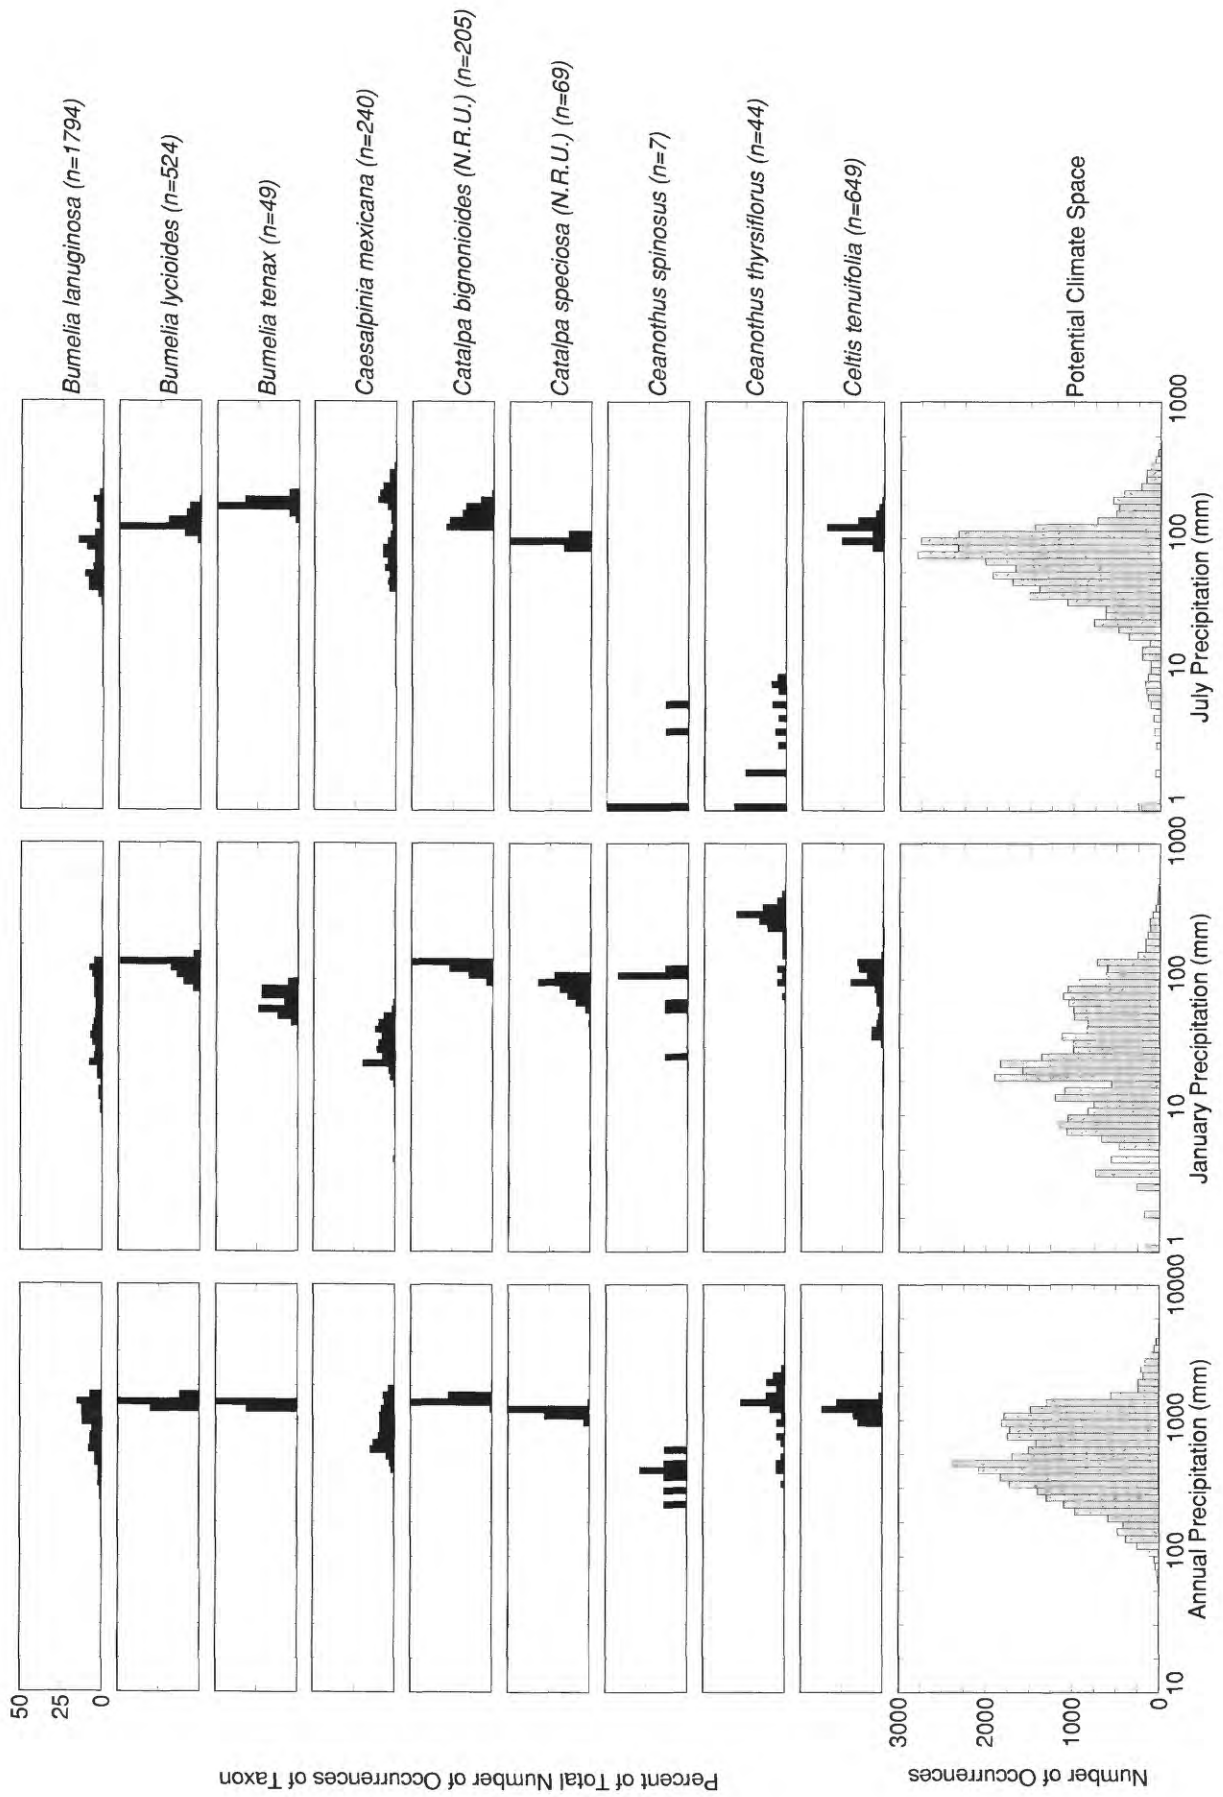 Percent of Total Number of Occurrences of Taxon
50
25
0
Bumelia lanuginosa (n=1794)
Bumelia lycioides (n=524)
Bumelia tenax (n=49)
Caesalpinia mexicana (n=240)
Catalpa bignonioides (N.R.U.) (n=205)
Catalpa speciosa (N.R.U.) (n=69)
Ceanothus spinosus (n=7)
Ceanothus thyrsiflorus (n=44)
Celtis tenuifolia (n=649)
Number of Occurrences
3000
2000
1000
0
Potential Climate Space
10 100 1000 10000
1 10 100 1000
1 10 100 1000
Annual Precipitation (mm)
January Precipitation (mm)
July Precipitation (mm)